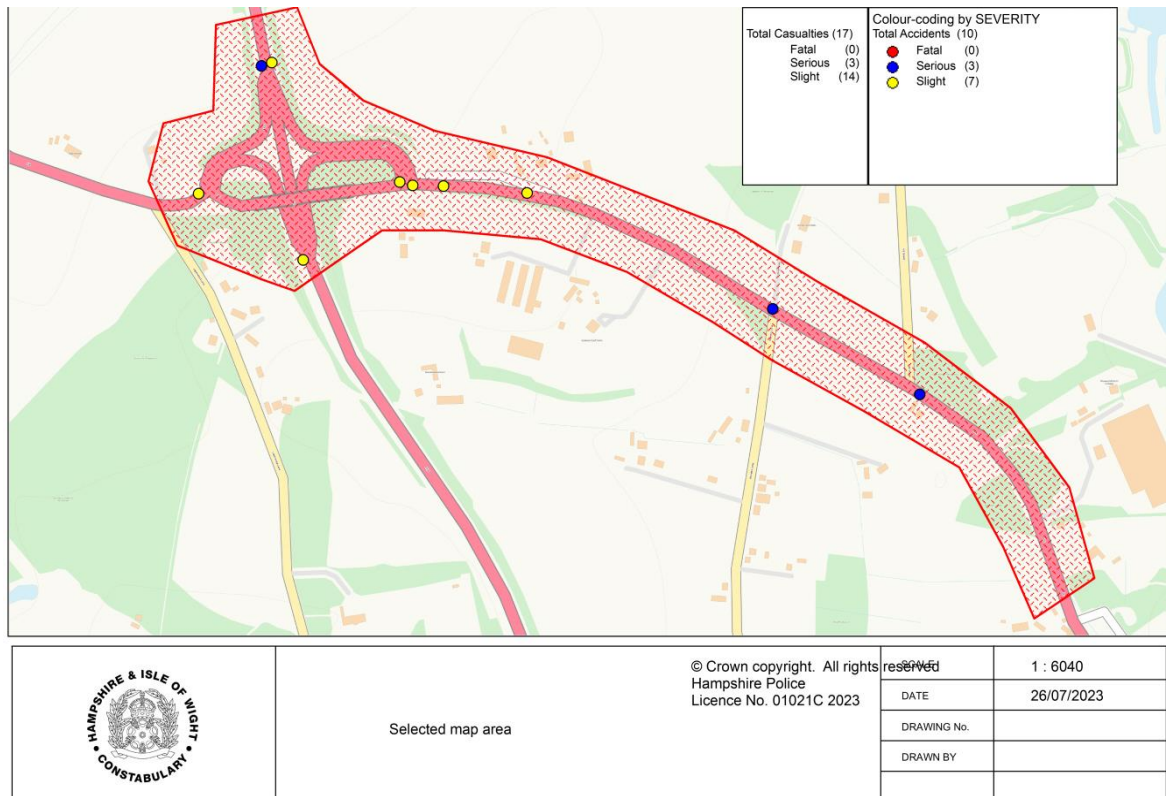 Total Casualties (17)
Fatal (0)
Serious (3)
Slight (14)
Colour-coding by SEVERITY
Total Accidents (10)
Fatal (0)
Serious (3)
Slight (7)
HAMPSHIRE & ISLE OF WIGHT
• CONSTABULARY •
Selected map area
© Crown copyright. All rights reserved
Hampshire Police
Licence No. 01021C 2023
SCALE 1 : 6040
DATE 26/07/2023
DRAWING No.
DRAWN BY